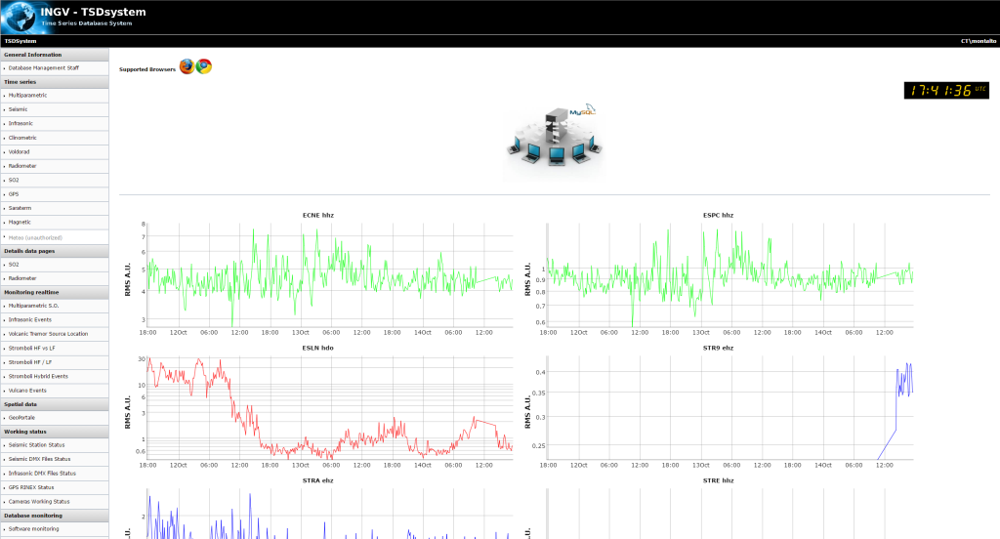 INGV - TSDsystem
Time Series Database System
TSDSystem
CT\montalto
General Information
Database Management Staff
Time series
Multiparametric
Seismic
Infrasonic
Clinometric
Voldorad
Radiometer
SO2
GPS
Saraterm
Magnetic
Meteo (unauthorized)
Details data pages
SO2
Radiometer
Monitoring realtime
Multiparametric S.O.
Infrasonic Events
Volcanic Tremor Source Location
Stromboli HF vs LF
Stromboli HF / LF
Stromboli Hybrid Events
Vulcano Events
Spatial data
GeoPortale
Working status
Seismic Station Status
Seismic DMX Files Status
Infrasonic DMX Files Status
GPS RINEX Status
Cameras Working Status
Database monitoring
Software monitoring
Supported Browsers
17:41:36 UTC
MySQL
ECNE hhz
RMS A.U.
8
7
6
5
4
3
18:00 12Oct 06:00 12:00 18:00 13Oct 06:00 12:00 18:00 14Oct 06:00 12:00
ESPC hhz
RMS A.U.
1
0.9
0.8
0.7
0.6
18:00 12Oct 06:00 12:00 18:00 13Oct 06:00 12:00 18:00 14Oct 06:00 12:00
ESLN hdo
RMS A.U.
30
10
6
3
1
0.6
18:00 12Oct 06:00 12:00 18:00 13Oct 06:00 12:00 18:00 14Oct 06:00 12:00
STR9 ehz
RMS A.U.
0.4
0.35
0.3
0.25
18:00 12Oct 06:00 12:00 18:00 13Oct 06:00 12:00 18:00 14Oct 06:00 12:00
STRA ehz
2
.U.
STRE hhz
.U.